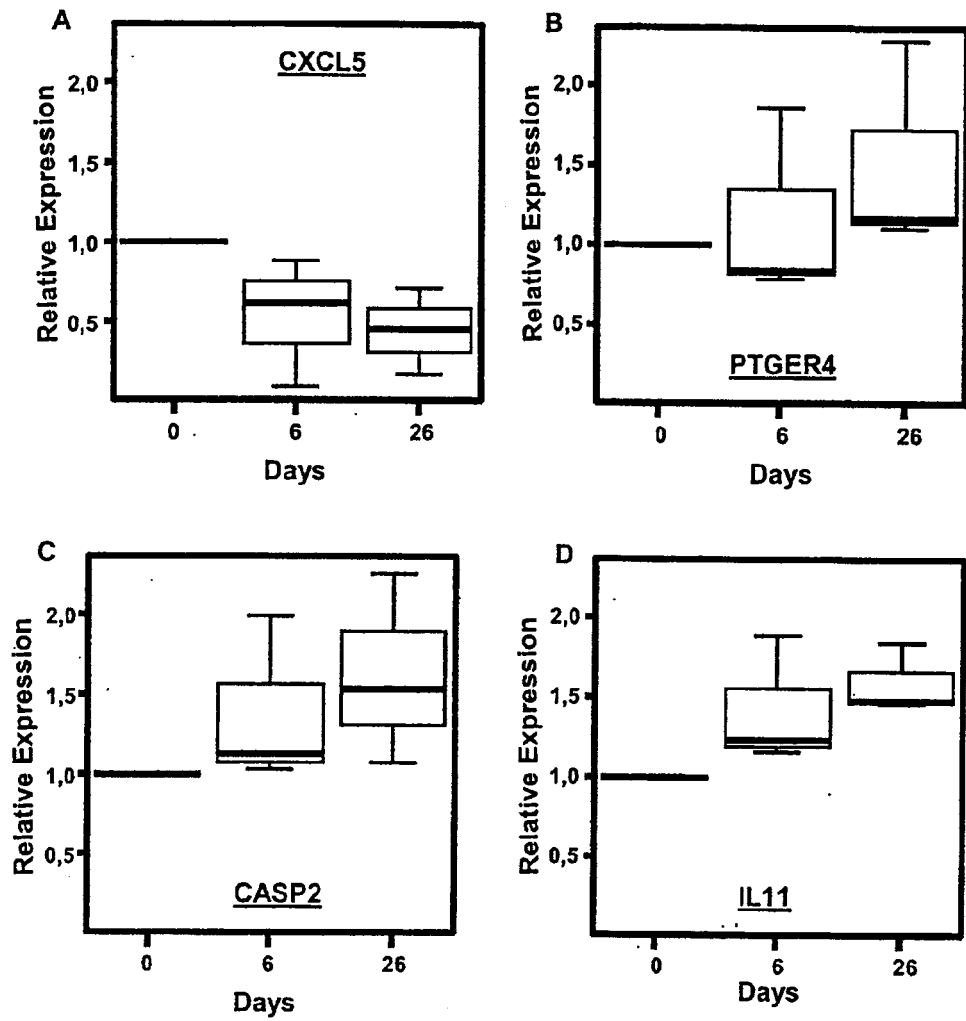 A
CXCL5
Relative Expression
2,0
1,5
1,0
0,5
0
6
26
Days
B
Relative Expression
2,0
1,5
1,0
0,5
PTGER4
0
6
26
Days
C
Relative Expression
2,0
1,5
1,0
0,5
CASP2
0
6
26
Days
D
Relative Expression
2,0
1,5
1,0
0,5
IL11
0
6
26
Days